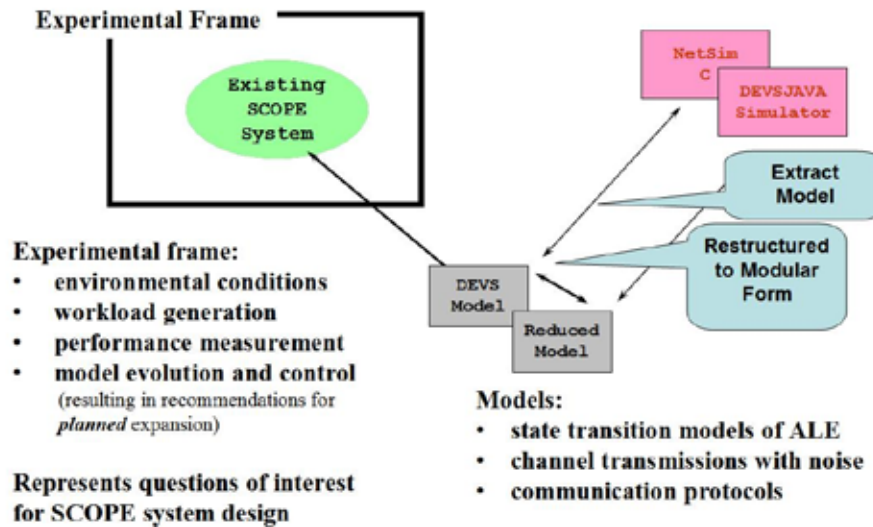 Experimental Frame
Existing
SCOPE
System
NetSim
C
DEVSJAVA
Simulator
Extract
Model
Restructured
to Modular
Form
DEVS
Model
Reduced
Model
Experimental frame:
• environmental conditions
• workload generation
• performance measurement
• model evolution and control
(resulting in recommendations for
planned expansion)
Represents questions of interest
for SCOPE system design
Models:
• state transition models of ALE
• channel transmissions with noise
• communication protocols